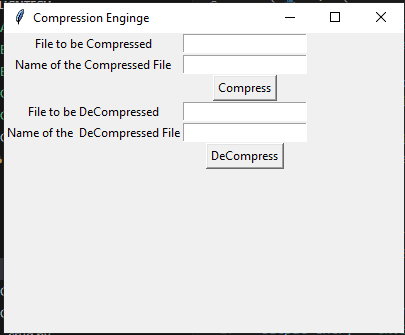 Compression Enginge
File to be Compressed
Name of the Compressed File
Compress
File to be DeCompressed
Name of the  DeCompressed File
DeCompress